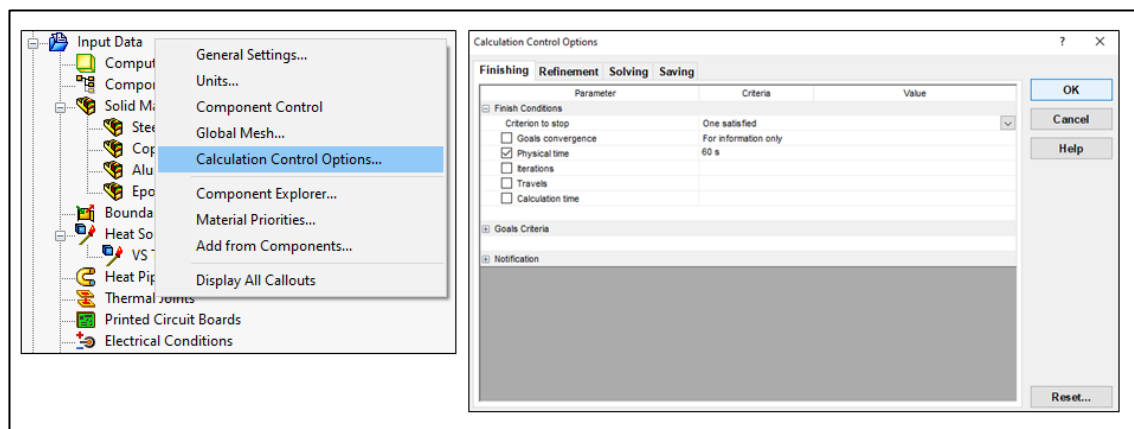 Input Data
Comput
Compor
Solid Ma
Stee
Cop
Alu
Epo
Bounda
Heat So
VS T
Heat Pip
Thermal Joints
Printed Circuit Boards
Electrical Conditions
General Settings...
Units...
Component Control
Global Mesh...
Calculation Control Options...
Component Explorer...
Material Priorities...
Add from Components...
Display All Callouts
Calculation Control Options
? ×
Finishing Refinement Solving Saving
Parameter Criteria Value
Finish Conditions
Criterion to stop One satisfied
Goals convergence For information only
Physical time 60 s
Iterations
Travels
Calculation time
Goals Criteria
Notification
OK
Cancel
Help
Reset...